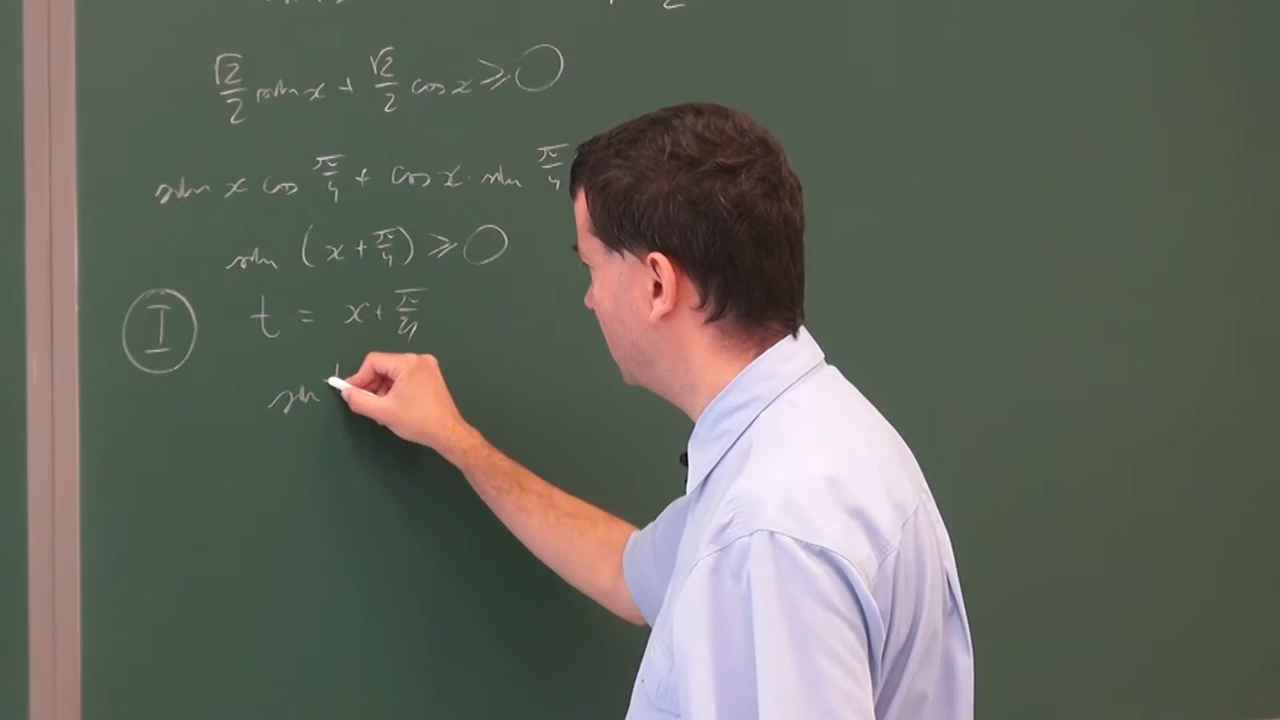 √2/2 sin x + √2/2 cos x ⩾ 0
sin x cos π/4 + cos x · sin π/4
sin (x + π/4) ⩾ 0
I t = x + π/4
sin t